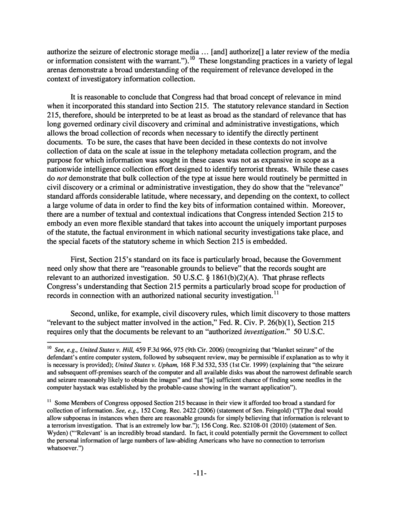 authorize the seizure of electronic storage media … [and] authorize[] a later review of the media
or information consistent with the warrant.").10 These longstanding practices in a variety of legal
arenas demonstrate a broad understanding of the requirement of relevance developed in the
context of investigatory information collection.
It is reasonable to conclude that Congress had that broad concept of relevance in mind
when it incorporated this standard into Section 215. The statutory relevance standard in Section
215, therefore, should be interpreted to be at least as broad as the standard of relevance that has
long governed ordinary civil discovery and criminal and administrative investigations, which
allows the broad collection of records when necessary to identify the directly pertinent
documents. To be sure, the cases that have been decided in these contexts do not involve
collection of data on the scale at issue in the telephony metadata collection program, and the
purpose for which information was sought in these cases was not as expansive in scope as a
nationwide intelligence collection effort designed to identify terrorist threats. While these cases
do not demonstrate that bulk collection of the type at issue here would routinely be permitted in
civil discovery or a criminal or administrative investigation, they do show that the "relevance"
standard affords considerable latitude, where necessary, and depending on the context, to collect
a large volume of data in order to find the key bits of information contained within. Moreover,
there are a number of textual and contextual indications that Congress intended Section 215 to
embody an even more flexible standard that takes into account the uniquely important purposes
of the statute, the factual environment in which national security investigations take place, and
the special facets of the statutory scheme in which Section 215 is embedded.
First, Section 215's standard on its face is particularly broad, because the Government
need only show that there are "reasonable grounds to believe" that the records sought are
relevant to an authorized investigation. 50 U.S.C. § 1861(b)(2)(A). That phrase reflects
Congress's understanding that Section 215 permits a particularly broad scope for production of
records in connection with an authorized national security investigation.11
Second, unlike, for example, civil discovery rules, which limit discovery to those matters
"relevant to the subject matter involved in the action," Fed. R. Civ. P. 26(b)(1), Section 215
requires only that the documents be relevant to an "authorized investigation." 50 U.S.C.
10 See, e.g., United States v. Hill, 459 F.3d 966, 975 (9th Cir. 2006) (recognizing that "blanket seizure" of the
defendant's entire computer system, followed by subsequent review, may be permissible if explanation as to why it
is necessary is provided); United States v. Upham, 168 F.3d 532, 535 (1st Cir. 1999) (explaining that "the seizure
and subsequent off-premises search of the computer and all available disks was about the narrowest definable search
and seizure reasonably likely to obtain the images" and that "[a] sufficient chance of finding some needles in the
computer haystack was established by the probable-cause showing in the warrant application").
11 Some Members of Congress opposed Section 215 because in their view it afforded too broad a standard for
collection of information. See, e.g., 152 Cong. Rec. 2422 (2006) (statement of Sen. Feingold) ("[T]he deal would
allow subpoenas in instances when there are reasonable grounds for simply believing that information is relevant to
a terrorism investigation. That is an extremely low bar."); 156 Cong. Rec. S2108-01 (2010) (statement of Sen.
Wyden) ("'Relevant' is an incredibly broad standard. In fact, it could potentially permit the Government to collect
the personal information of large numbers of law-abiding Americans who have no connection to terrorism
whatsoever.")
-11-